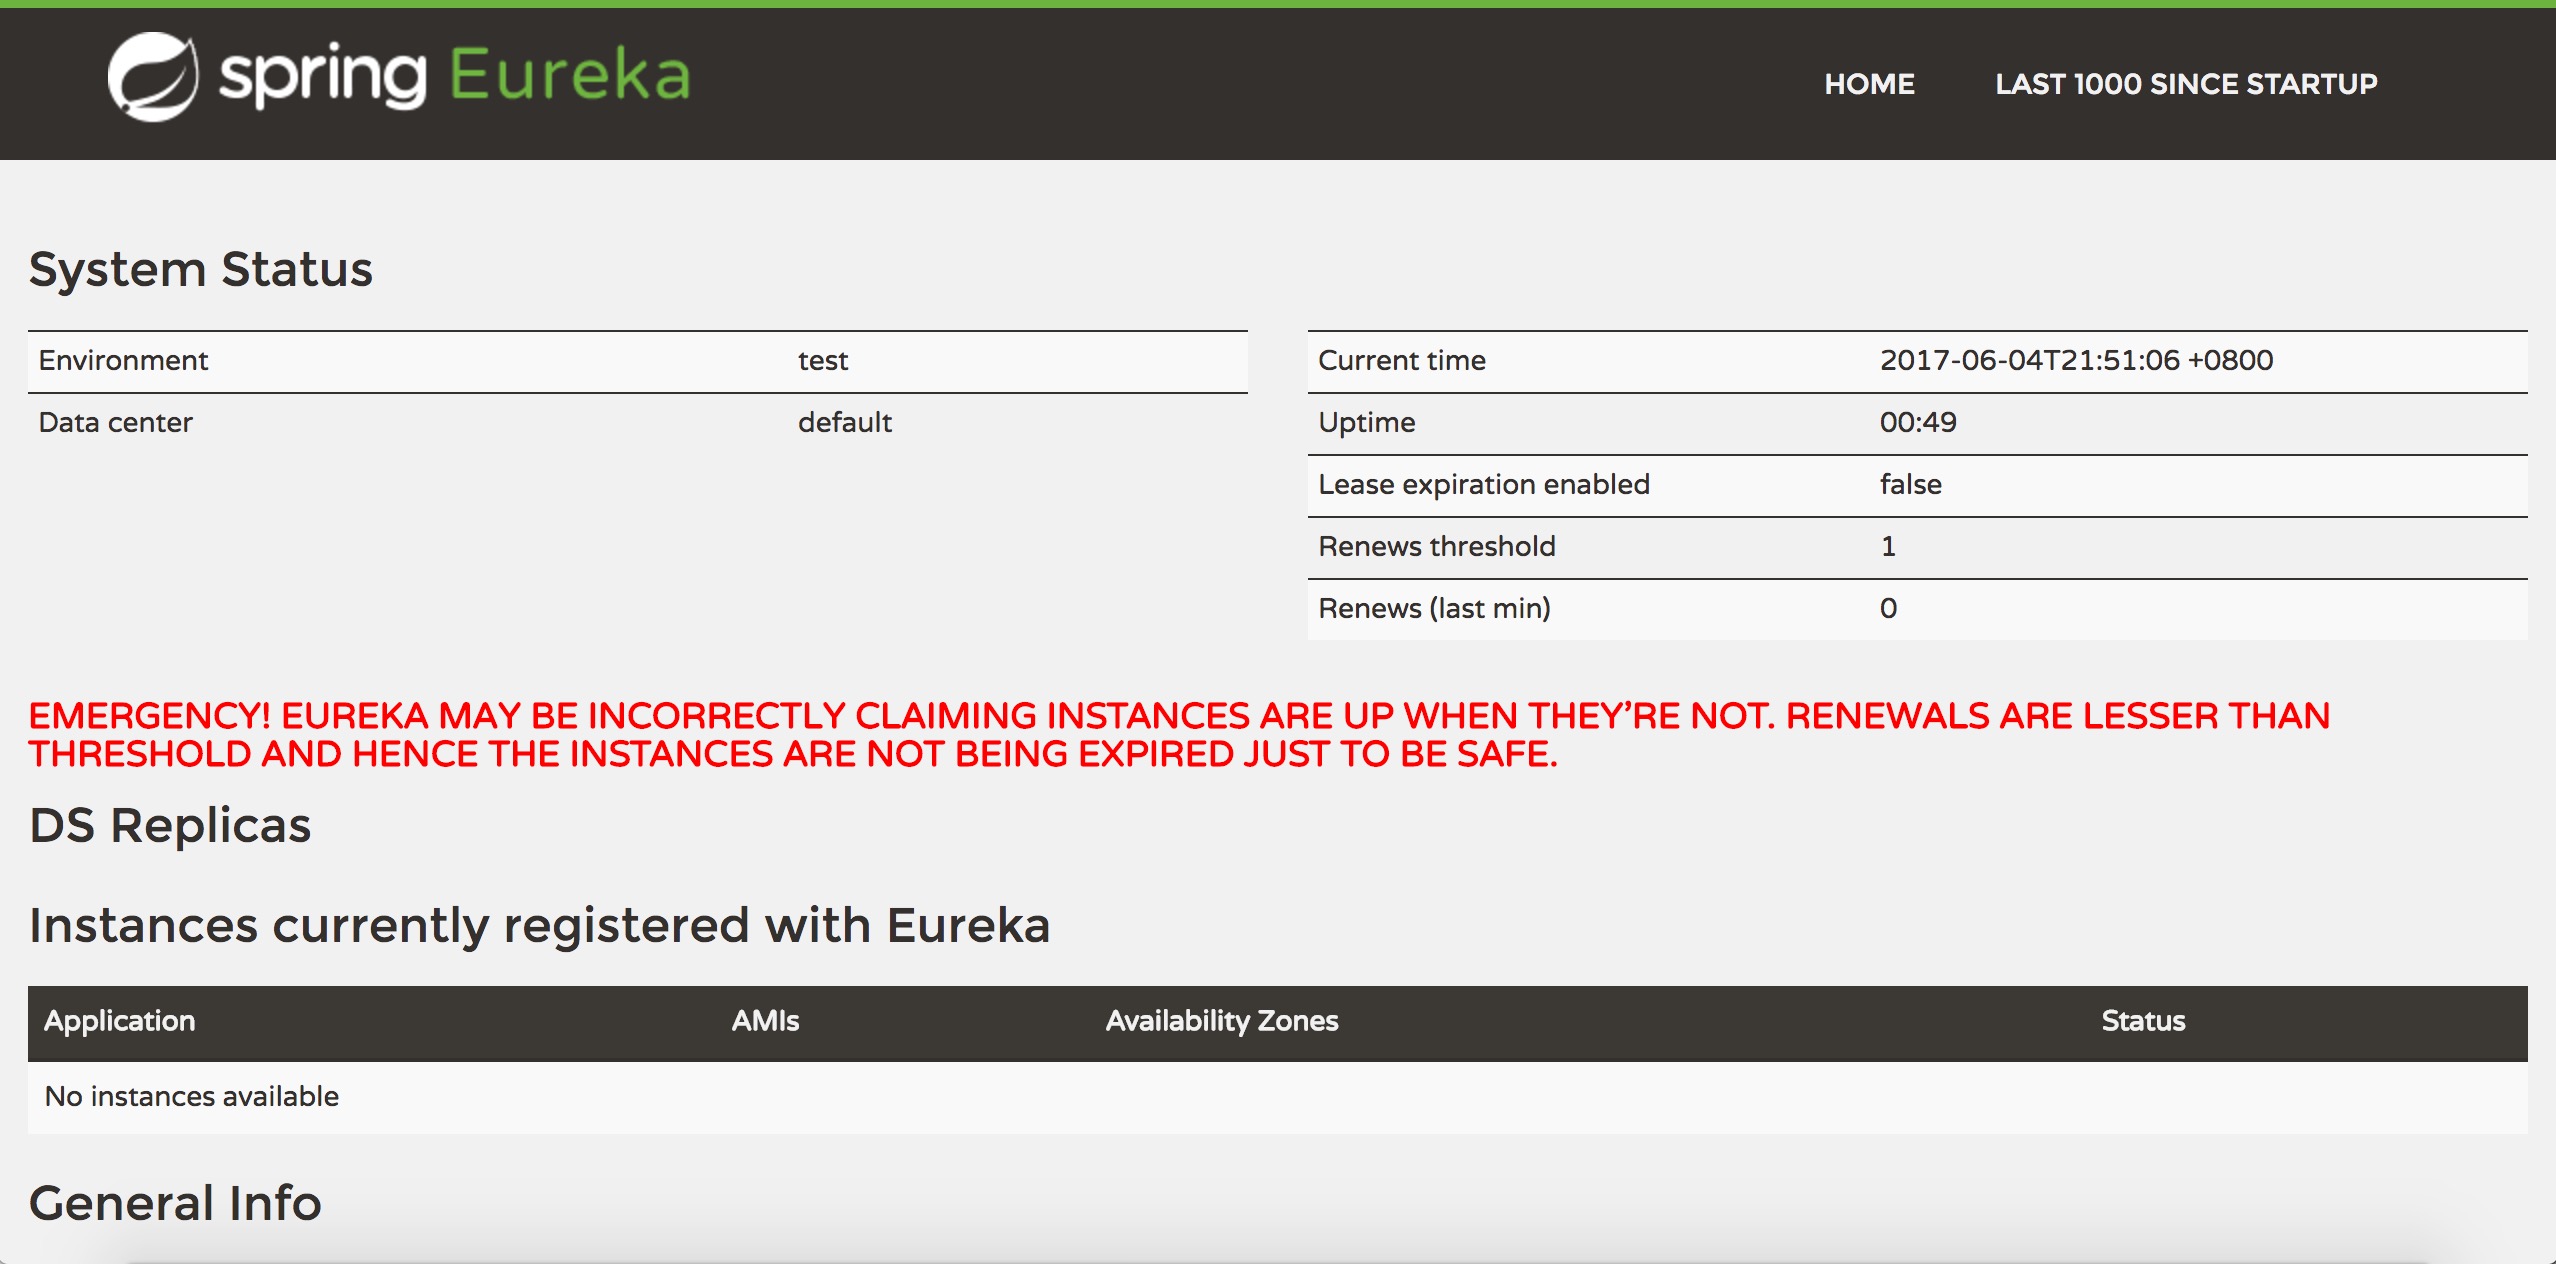 spring Eureka
HOME LAST 1000 SINCE STARTUP
System Status
Environment test
Data center default
Current time 2017-06-04T21:51:06 +0800
Uptime 00:49
Lease expiration enabled false
Renews threshold 1
Renews (last min) 0
EMERGENCY! EUREKA MAY BE INCORRECTLY CLAIMING INSTANCES ARE UP WHEN THEY’RE NOT. RENEWALS ARE LESSER THAN
THRESHOLD AND HENCE THE INSTANCES ARE NOT BEING EXPIRED JUST TO BE SAFE.
DS Replicas
Instances currently registered with Eureka
Application AMIs Availability Zones Status
No instances available
General Info